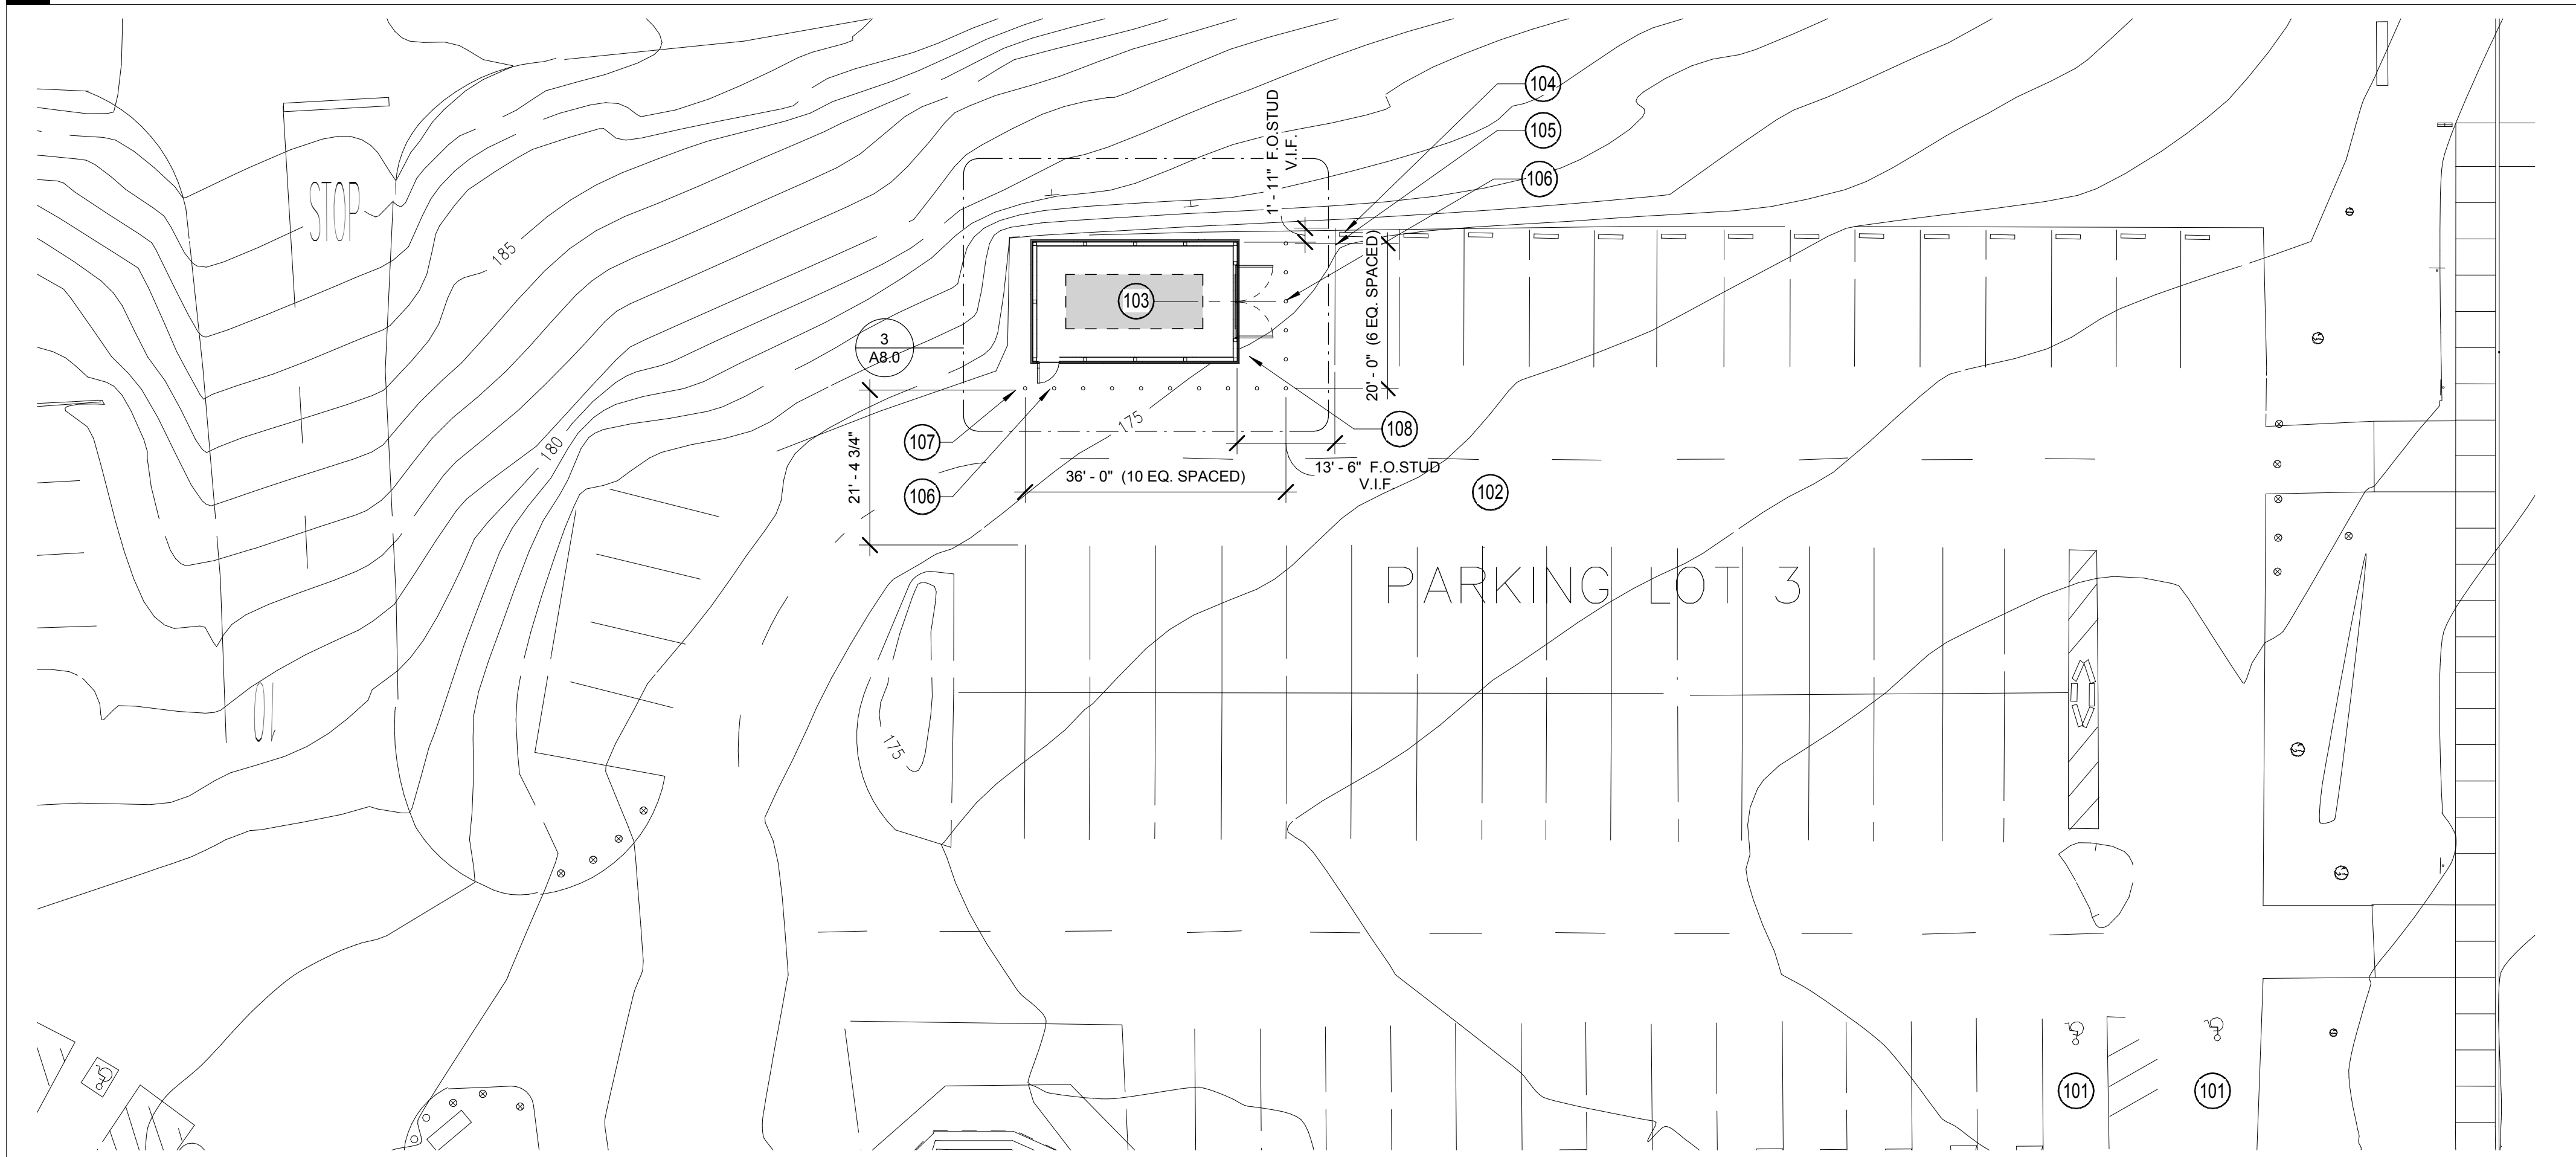 104
105
106
1' - 11" F.O.STUD
V.I.F.
STOP
185
103
20' - 0" (6 EQ. SPACED)
3
A8.0
175
107
108
180
21' - 4 3/4"
106
36' - 0" (10 EQ. SPACED)
13' - 6" F.O.STUD
V.I.F.
102
PARKING LOT 3
175
101
101